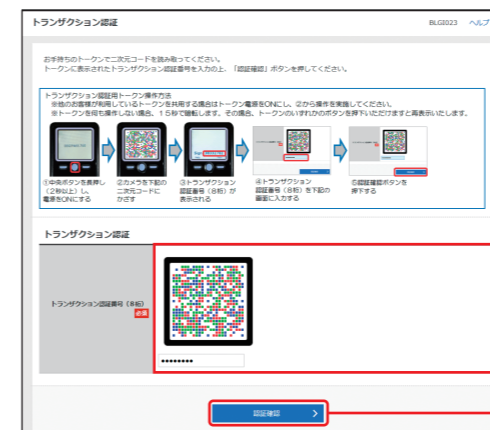 トランザクション認証
BLGI023 ヘルプ
お手持ちのトークンで二次元コードを読み取ってください。
トークンに表示されたトランザクション認証番号を入力の上、「認証確認」ボタンを押してください。
トランザクション認証用トークン操作方法
※他のお客様が利用しているトークンを共用する場合はトークン電源をONにし、②から操作を実施してください。
※トークンを何も操作しない場合、15秒で暗転します。その場合、トークンのいずれかのボタンを押下いただけますと再表示いたします。
①中央ボタンを長押し
(2秒以上)し、
電源をONにする
②カメラを下記の
二次元コードに
かざす
③トランザクション
認証番号(8桁)が
表示される
④トランザクション
認証番号(8桁)を下記の
画面に入力する
⑤認証確認ボタンを
押下する
トランザクション認証
トランザクション認証番号(8桁)
必須
••••••••
認証確認